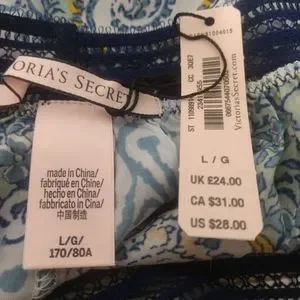 VICTORIA'S SECRET
made in China/
fabriqué en Chine/
hecho en China/
fabbricato in Cina/
中国制造
L/G/
170/80A
VictoriasSecret.com
L / G
UK £24.00
CA $31.00
US $28.00